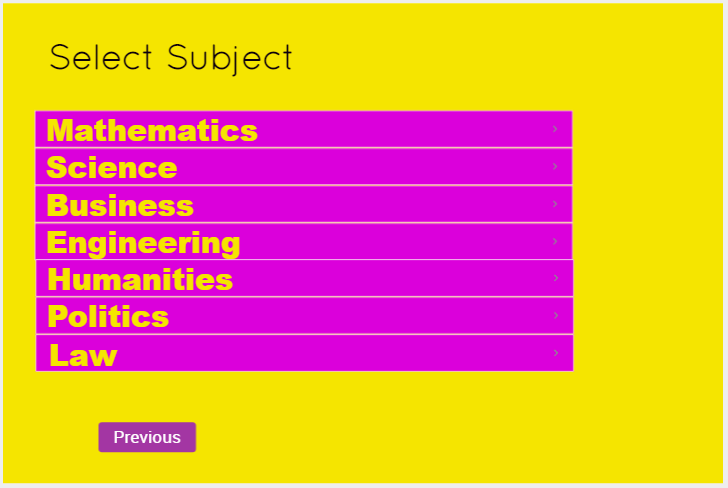 Select Subject
Mathematics
Science
Business
Engineering
Humanities
Politics
Law
Previous